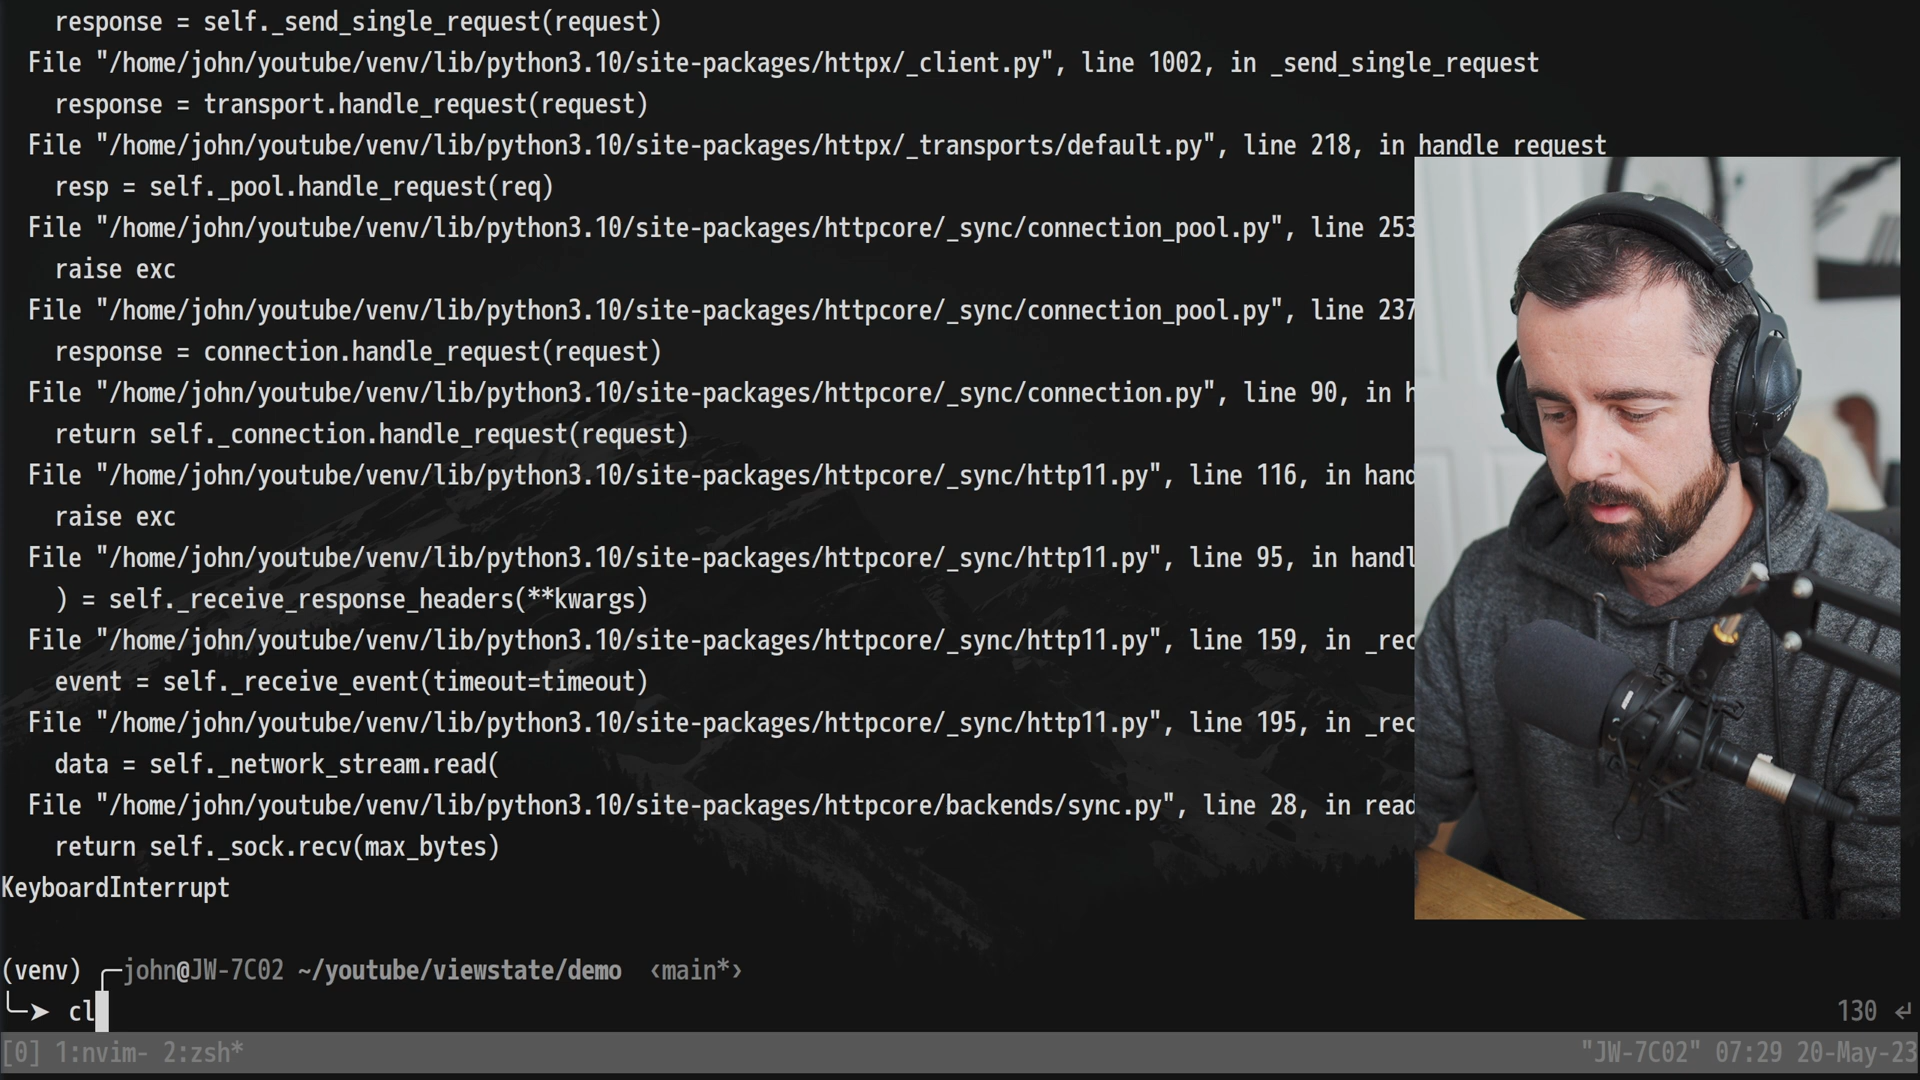 response = self._send_single_request(request)
File "/home/john/youtube/venv/lib/python3.10/site-packages/httpx/_client.py", line 1002, in _send_single_request
response = transport.handle_request(request)
File "/home/john/youtube/venv/lib/python3.10/site-packages/httpx/_transports/default.py", line 218, in handle_request
resp = self._pool.handle_request(req)
File "/home/john/youtube/venv/lib/python3.10/site-packages/httpcore/_sync/connection_pool.py", line 253
raise exc
File "/home/john/youtube/venv/lib/python3.10/site-packages/httpcore/_sync/connection_pool.py", line 237
response = connection.handle_request(request)
File "/home/john/youtube/venv/lib/python3.10/site-packages/httpcore/_sync/connection.py", line 90, in h
return self._connection.handle_request(request)
File "/home/john/youtube/venv/lib/python3.10/site-packages/httpcore/_sync/http11.py", line 116, in hand
raise exc
File "/home/john/youtube/venv/lib/python3.10/site-packages/httpcore/_sync/http11.py", line 95, in handl
) = self._receive_response_headers(**kwargs)
File "/home/john/youtube/venv/lib/python3.10/site-packages/httpcore/_sync/http11.py", line 159, in _rec
event = self._receive_event(timeout=timeout)
File "/home/john/youtube/venv/lib/python3.10/site-packages/httpcore/_sync/http11.py", line 195, in _rec
data = self._network_stream.read(
File "/home/john/youtube/venv/lib/python3.10/site-packages/httpcore/backends/sync.py", line 28, in read
return self._sock.recv(max_bytes)
KeyboardInterrupt
(venv) ╭─john@JW-7C02 ~/youtube/viewstate/demo ‹main*›
╰─➤ cl 130 ↵
[0] 1:nvim- 2:zsh* "JW-7C02" 07:29 20-May-23